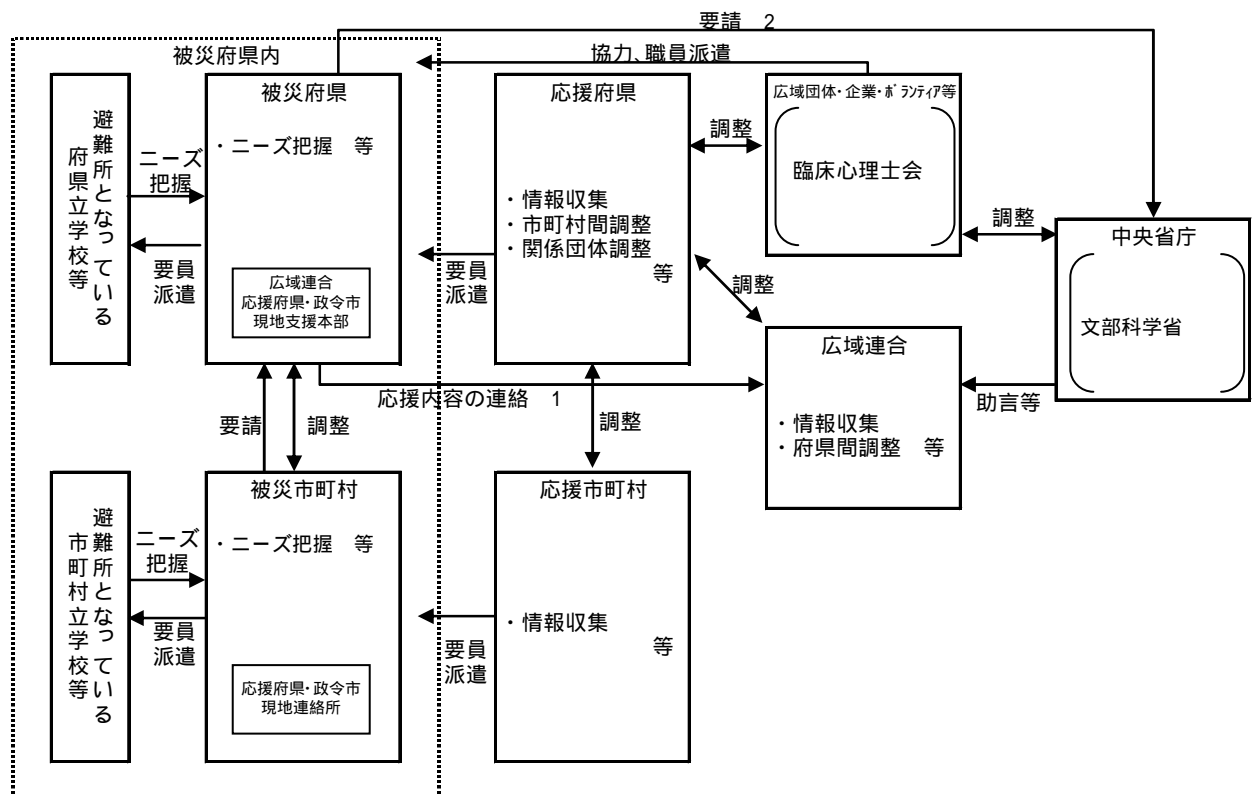 要請　2
協力、職員派遣
被災府県内
避難所となっている
府県立学校等
ニーズ
把握
要員
派遣
被災府県
・ニーズ把握　等
広域連合
応援府県・政令市
現地支援本部
要員
派遣
応援府県
・情報収集
・市町村間調整
・関係団体調整
等
調整
広域団体・企業・ﾎﾞﾗﾝﾃｨｱ等
臨床心理士会
調整
中央省庁
文部科学省
調整
広域連合
・情報収集
・府県間調整　等
助言等
応援内容の連絡　1
要請
調整
調整
避難所となっている
市町村立学校等
ニーズ
把握
要員
派遣
被災市町村
・ニーズ把握　等
応援府県・政令市
現地連絡所
要員
派遣
応援市町村
・情報収集
等